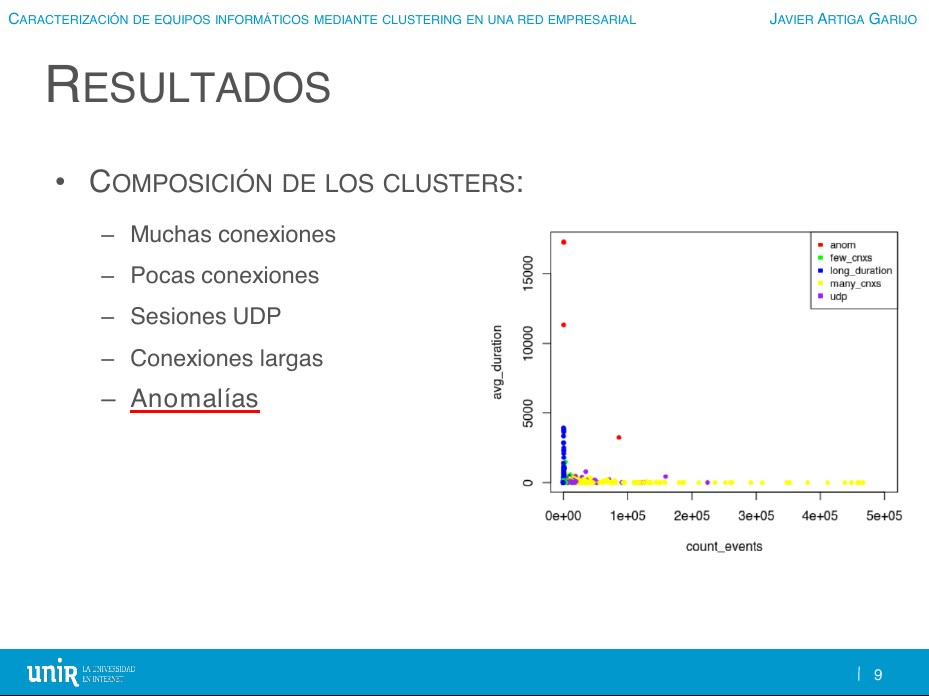 CARACTERIZACIÓN DE EQUIPOS INFORMÁTICOS MEDIANTE CLUSTERING EN UNA RED EMPRESARIAL JAVIER ARTIGA GARIJO
RESULTADOS
• COMPOSICIÓN DE LOS CLUSTERS:
– Muchas conexiones
– Pocas conexiones
– Sesiones UDP
– Conexiones largas
– Anomalías
anom
few_cnxs
long_duration
many_cnxs
udp
avg_duration
15000
10000
5000
0
0e+00 1e+05 2e+05 3e+05 4e+05 5e+05
count_events
unir LA UNIVERSIDAD
EN INTERNET
| 9